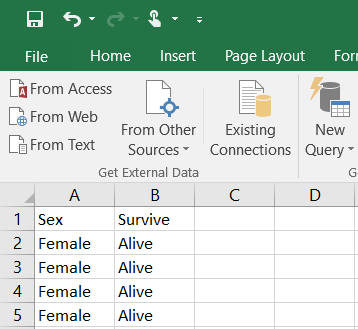 File Home Insert Page Layout For
From Access
From Web
From Text
From Other Sources
Existing Connections
New Query
Get External Data G
A B C D
1 Sex Survive
2 Female Alive
3 Female Alive
4 Female Alive
5 Female Alive